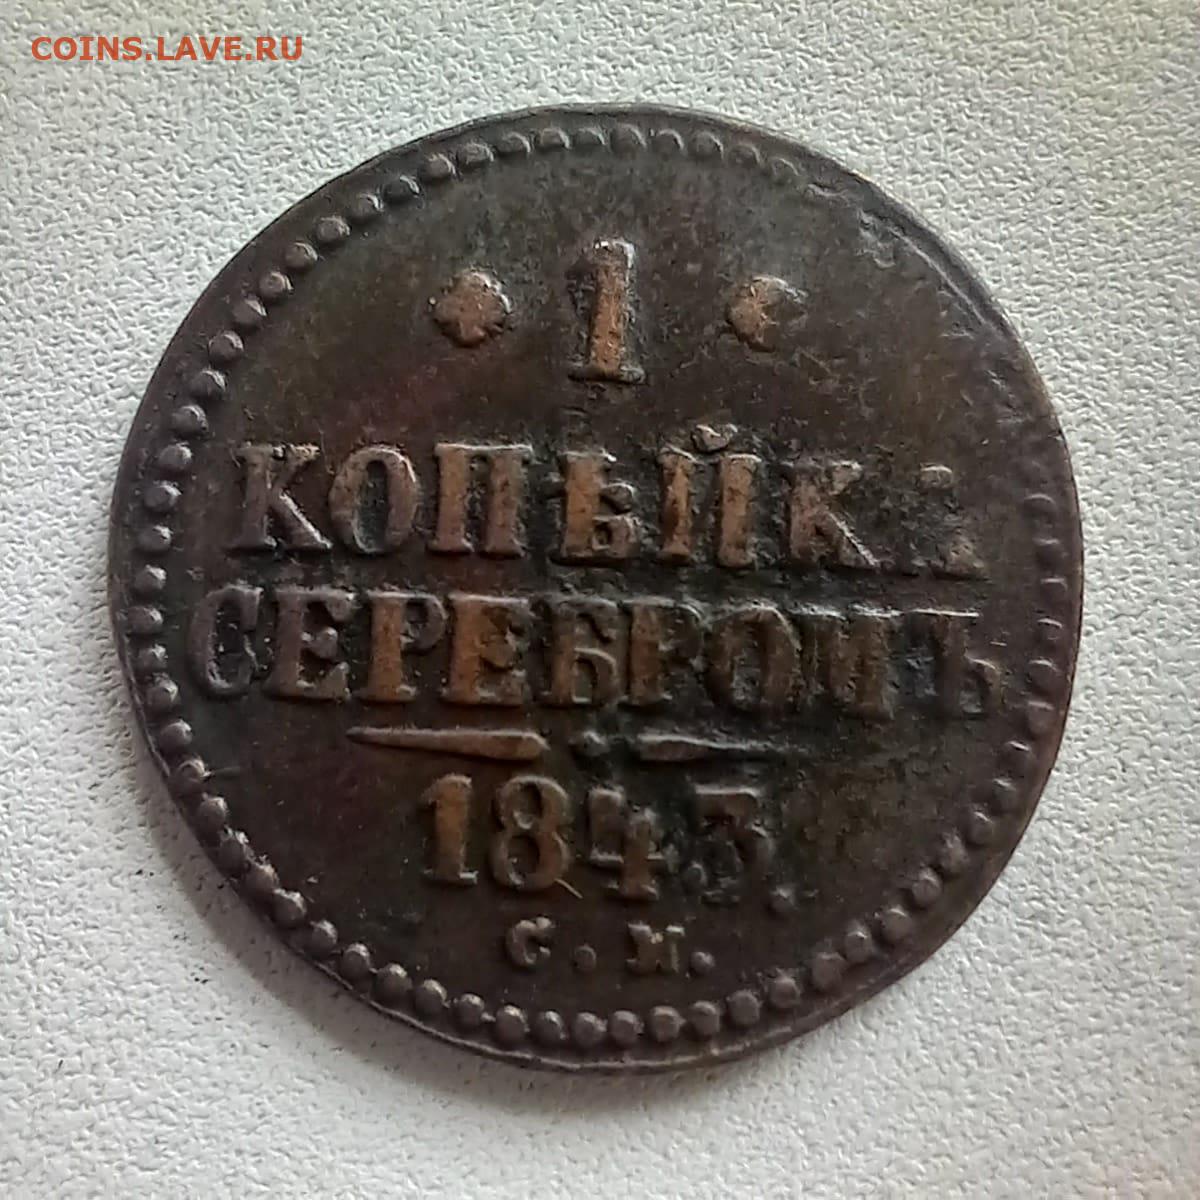 COINS.LAVE.RU
1
КОПѢЙКА
СЕРЕБРОМЪ
1843.
С. М.